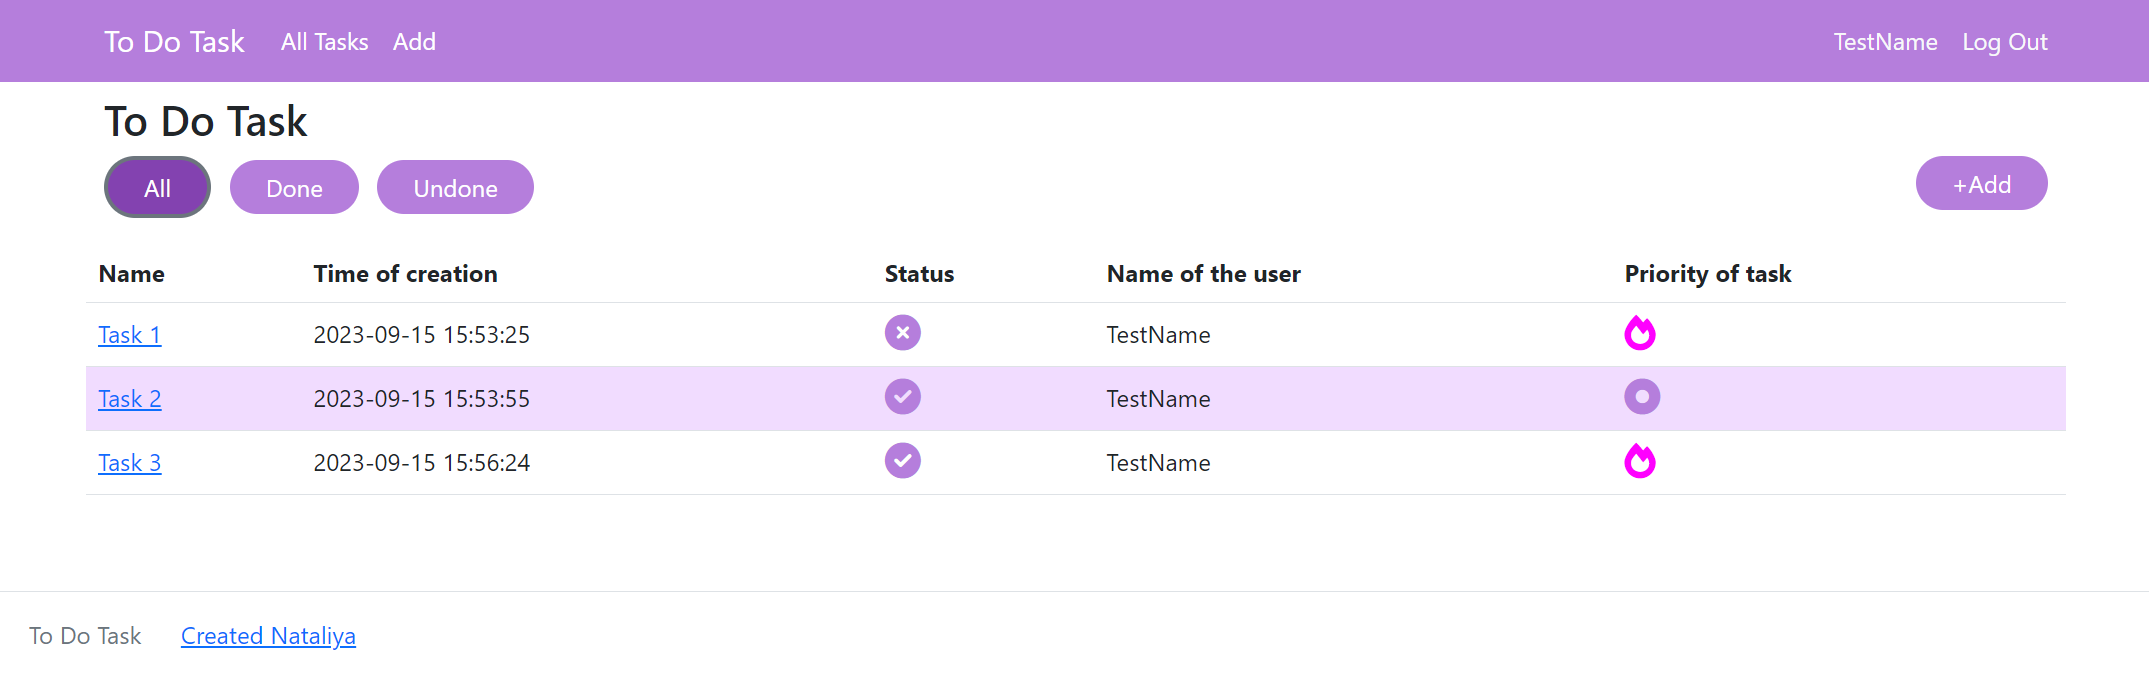 To Do Task All Tasks Add TestName Log Out
To Do Task
All Done Undone +Add
Name Time of creation Status Name of the user Priority of task
Task 1 2023-09-15 15:53:25 TestName
Task 2 2023-09-15 15:53:55 TestName
Task 3 2023-09-15 15:56:24 TestName
To Do Task Created Nataliya